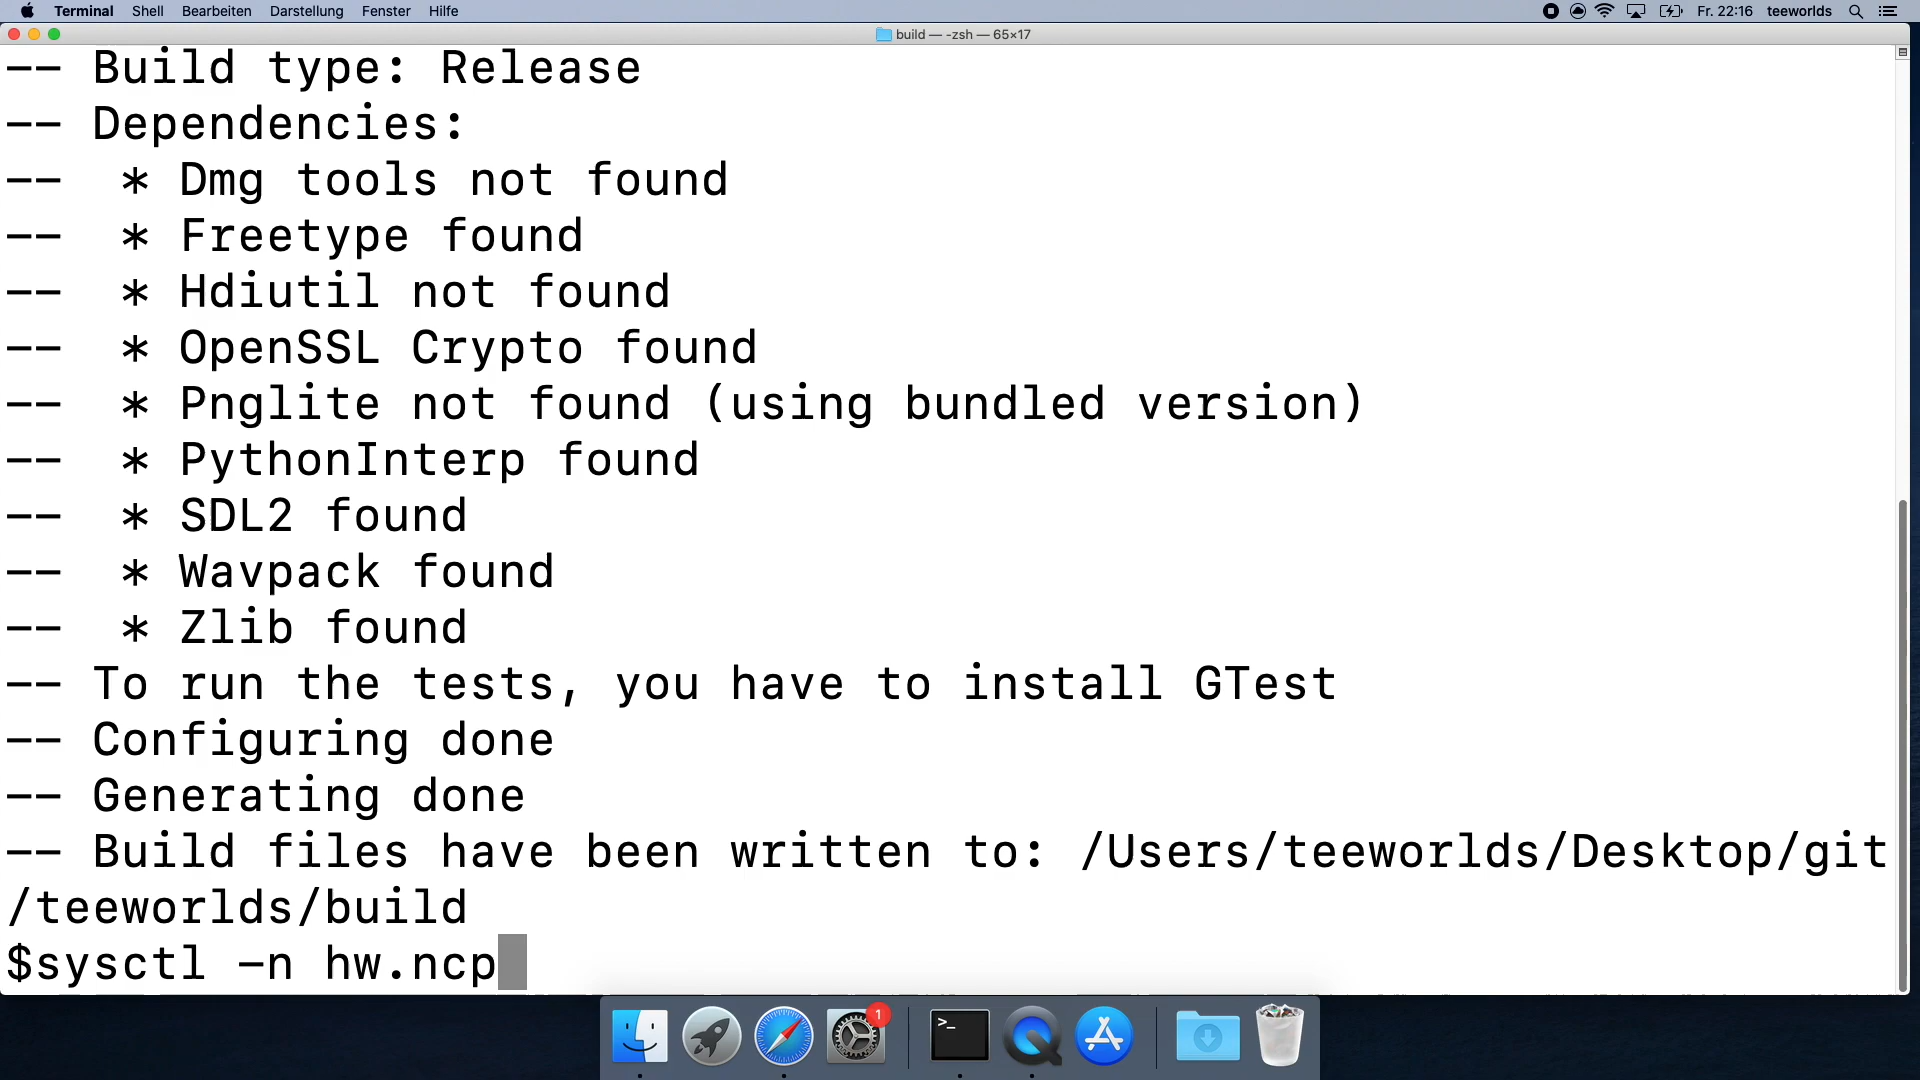 Terminal Shell Bearbeiten Darstellung Fenster Hilfe Fr. 22:16 teeworlds
build — -zsh — 65×17
-- Build type: Release
-- Dependencies:
--  * Dmg tools not found
--  * Freetype found
--  * Hdiutil not found
--  * OpenSSL Crypto found
--  * Pnglite not found (using bundled version)
--  * PythonInterp found
--  * SDL2 found
--  * Wavpack found
--  * Zlib found
-- To run the tests, you have to install GTest
-- Configuring done
-- Generating done
-- Build files have been written to: /Users/teeworlds/Desktop/git
/teeworlds/build
$sysctl -n hw.ncp
1
>_